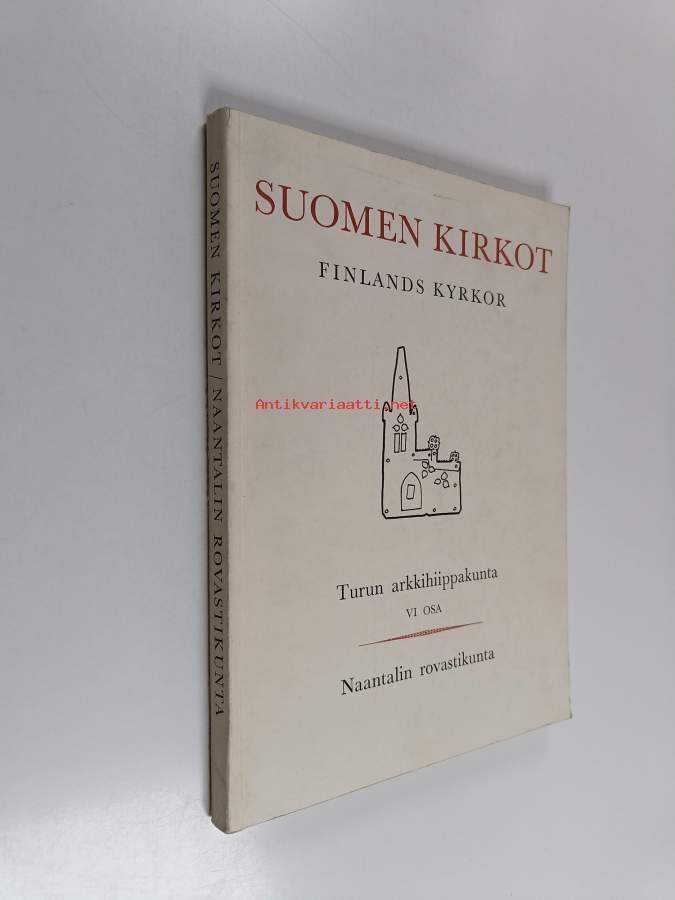 SUOMEN KIRKOT
FINLANDS KYRKOR
Antikvariaatti.net
Turun arkkihiippakunta
VI OSA
Naantalin rovastikunta
SUOMEN KIRKOT / NAANTALIN ROVASTIKUNTA